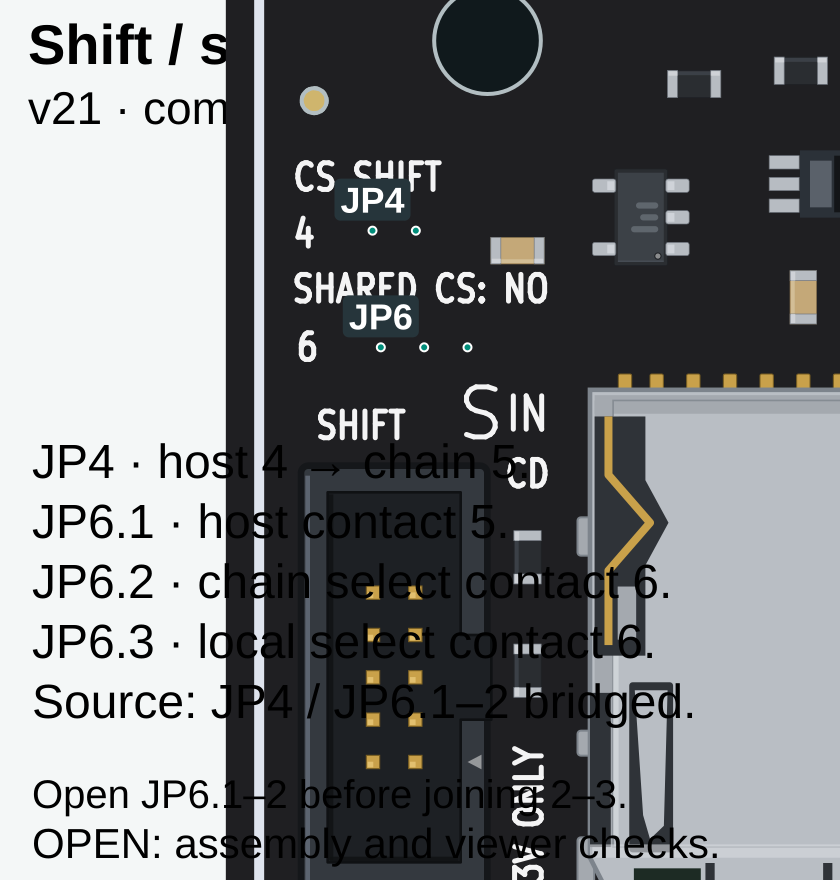 Shift / s
v21 · com
CS SHIFT
JP4
4
SHARED CS: NO
JP6
6
SIN
SHIFT
CD
JP4 · host 4 → chain 5.
JP6.1 · host contact 5.
JP6.2 · chain select contact 6.
JP6.3 · local select contact 6.
Source: JP4 / JP6.1–2 bridged.
Open JP6.1–2 before joining 2–3.
OPEN: assembly and viewer checks.
3V ONLY